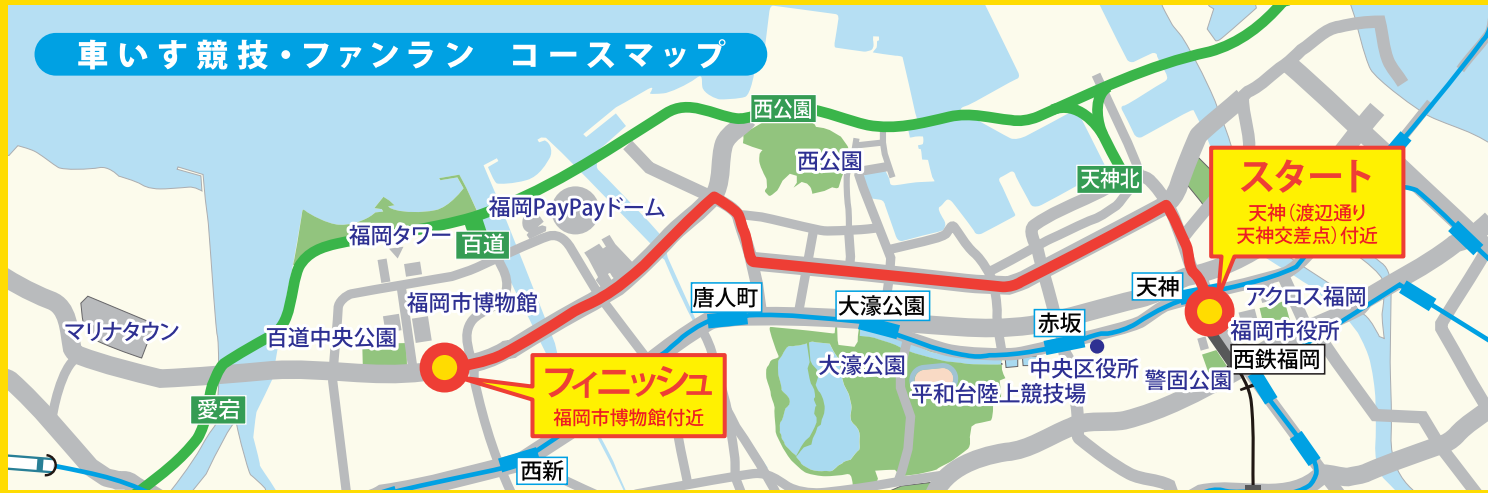 車いす競技・ファンラン コースマップ
西公園
西公園
天神北
スタート
天神(渡辺通り
天神交差点)付近
福岡PayPayドーム
福岡タワー
百道
天神
唐人町
大濠公園
アクロス福岡
福岡市博物館
赤坂
マリナタウン
百道中央公園
福岡市役所
西鉄福岡
大濠公園
中央区役所
警固公園
平和台陸上競技場
フィニッシュ
福岡市博物館付近
愛宕
西新